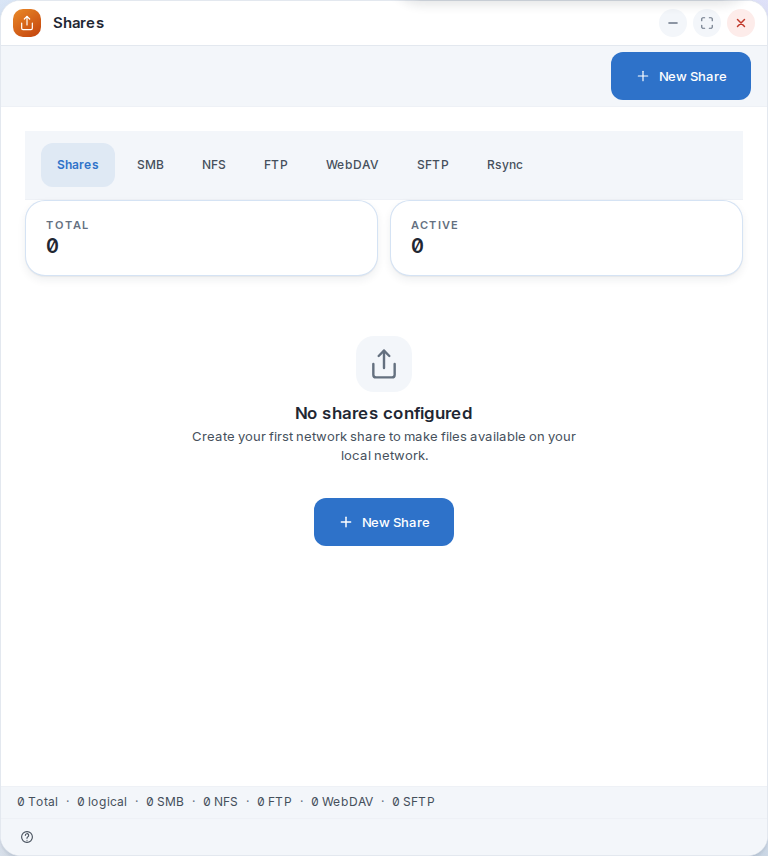 Shares
New Share
Shares SMB NFS FTP WebDAV SFTP Rsync
TOTAL
0
ACTIVE
0
No shares configured
Create your first network share to make files available on your
local network.
New Share
0 Total · 0 logical · 0 SMB · 0 NFS · 0 FTP · 0 WebDAV · 0 SFTP